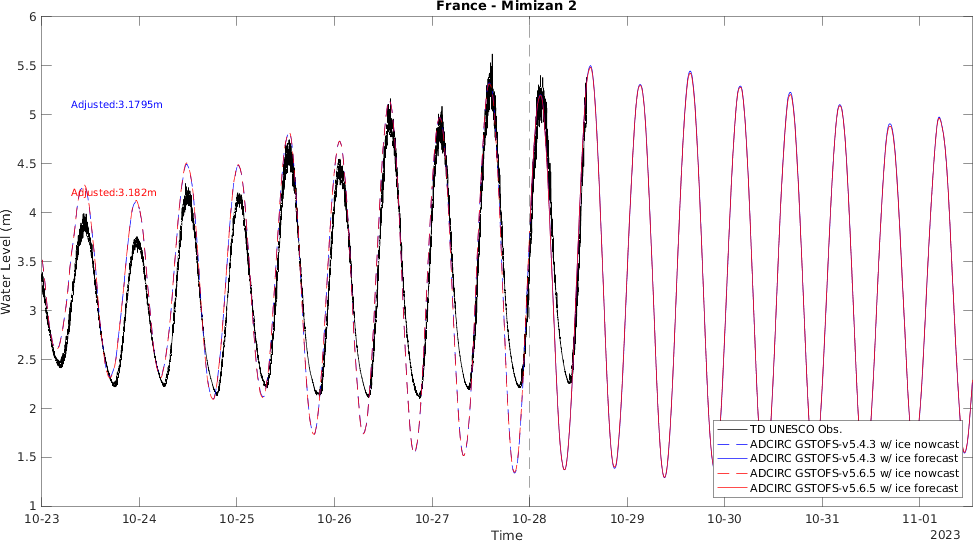 France - Mimizan 2
6
5.5
5
4.5
4
3.5
3
2.5
2
1.5
1
Water Level (m)
Adjusted:3.1795m
Adjusted:3.182m
TD UNESCO Obs.
ADCIRC GSTOFS-v5.4.3 w/ ice nowcast
ADCIRC GSTOFS-v5.4.3 w/ ice forecast
ADCIRC GSTOFS-v5.6.5 w/ ice nowcast
ADCIRC GSTOFS-v5.6.5 w/ ice forecast
10-23 10-24 10-25 10-26 10-27 10-28 10-29 10-30 10-31 11-01
Time
2023